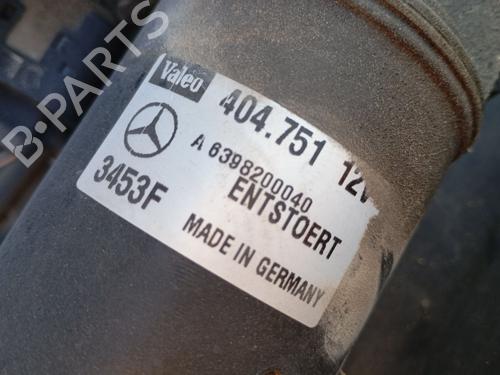 B-PARTS
Valeo
404.751 12V
A 6398200040
3453F ENTSTOERT
MADE IN GERMANY